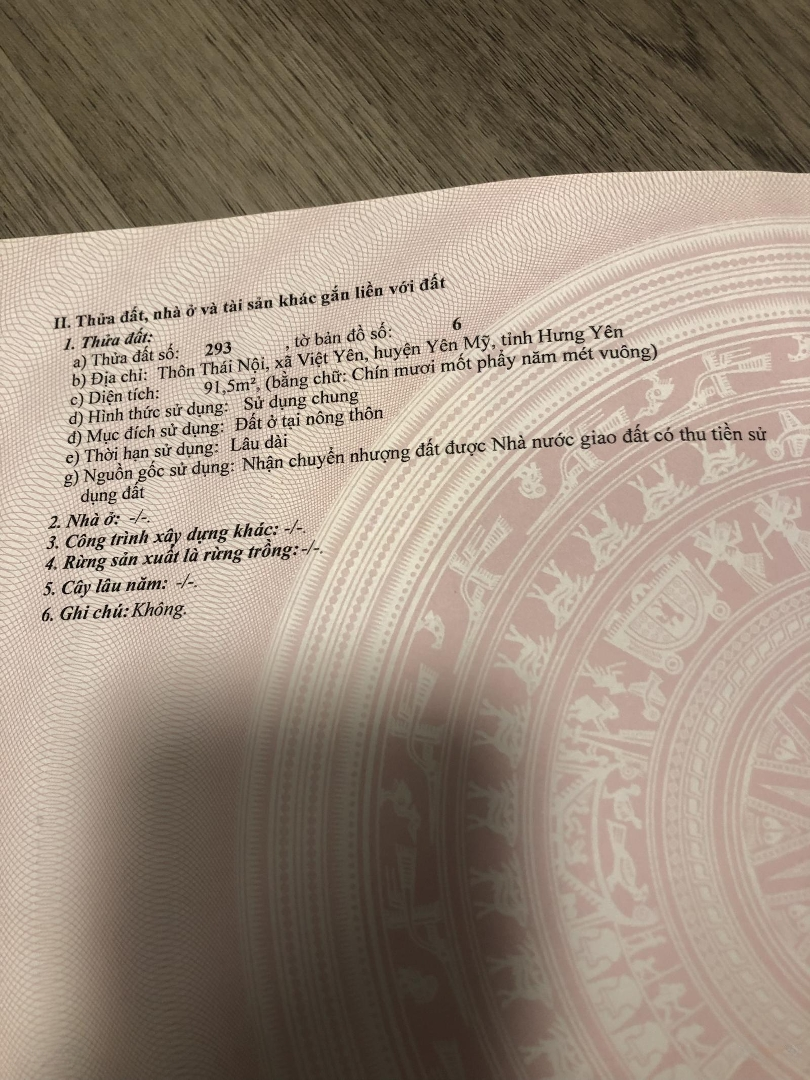 II. Thửa đất, nhà ở và tài sản khác gắn liền với đất
1. Thửa đất:
a) Thửa đất số: 293 , tờ bản đồ số: 6
b) Địa chỉ: Thôn Thái Nội, xã Việt Yên, huyện Yên Mỹ, tỉnh Hưng Yên
c) Diện tích: 91,5m², (bằng chữ: Chín mươi mốt phẩy năm mét vuông)
d) Hình thức sử dụng: Sử dụng chung
đ) Mục đích sử dụng: Đất ở tại nông thôn
e) Thời hạn sử dụng: Lâu dài
g) Nguồn gốc sử dụng: Nhận chuyển nhượng đất được Nhà nước giao đất có thu tiền sử
dụng đất
2. Nhà ở: -/-.
3. Công trình xây dựng khác: -/-.
4. Rừng sản xuất là rừng trồng: -/-.
5. Cây lâu năm: -/-.
6. Ghi chú: Không.